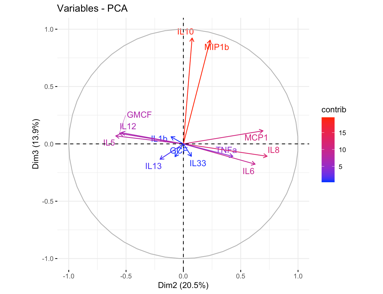 Variables - PCA
IL10
MIP1b
GMCF
IL12
IL5
IL1b
GCF
MCP1
TNFa
IL8
IL13
IL33
IL6
1.0
0.5
0.0
-0.5
-1.0
-1.0
-0.5
0.0
0.5
1.0
Dim3 (13.9%)
Dim2 (20.5%)
contrib
15
10
5